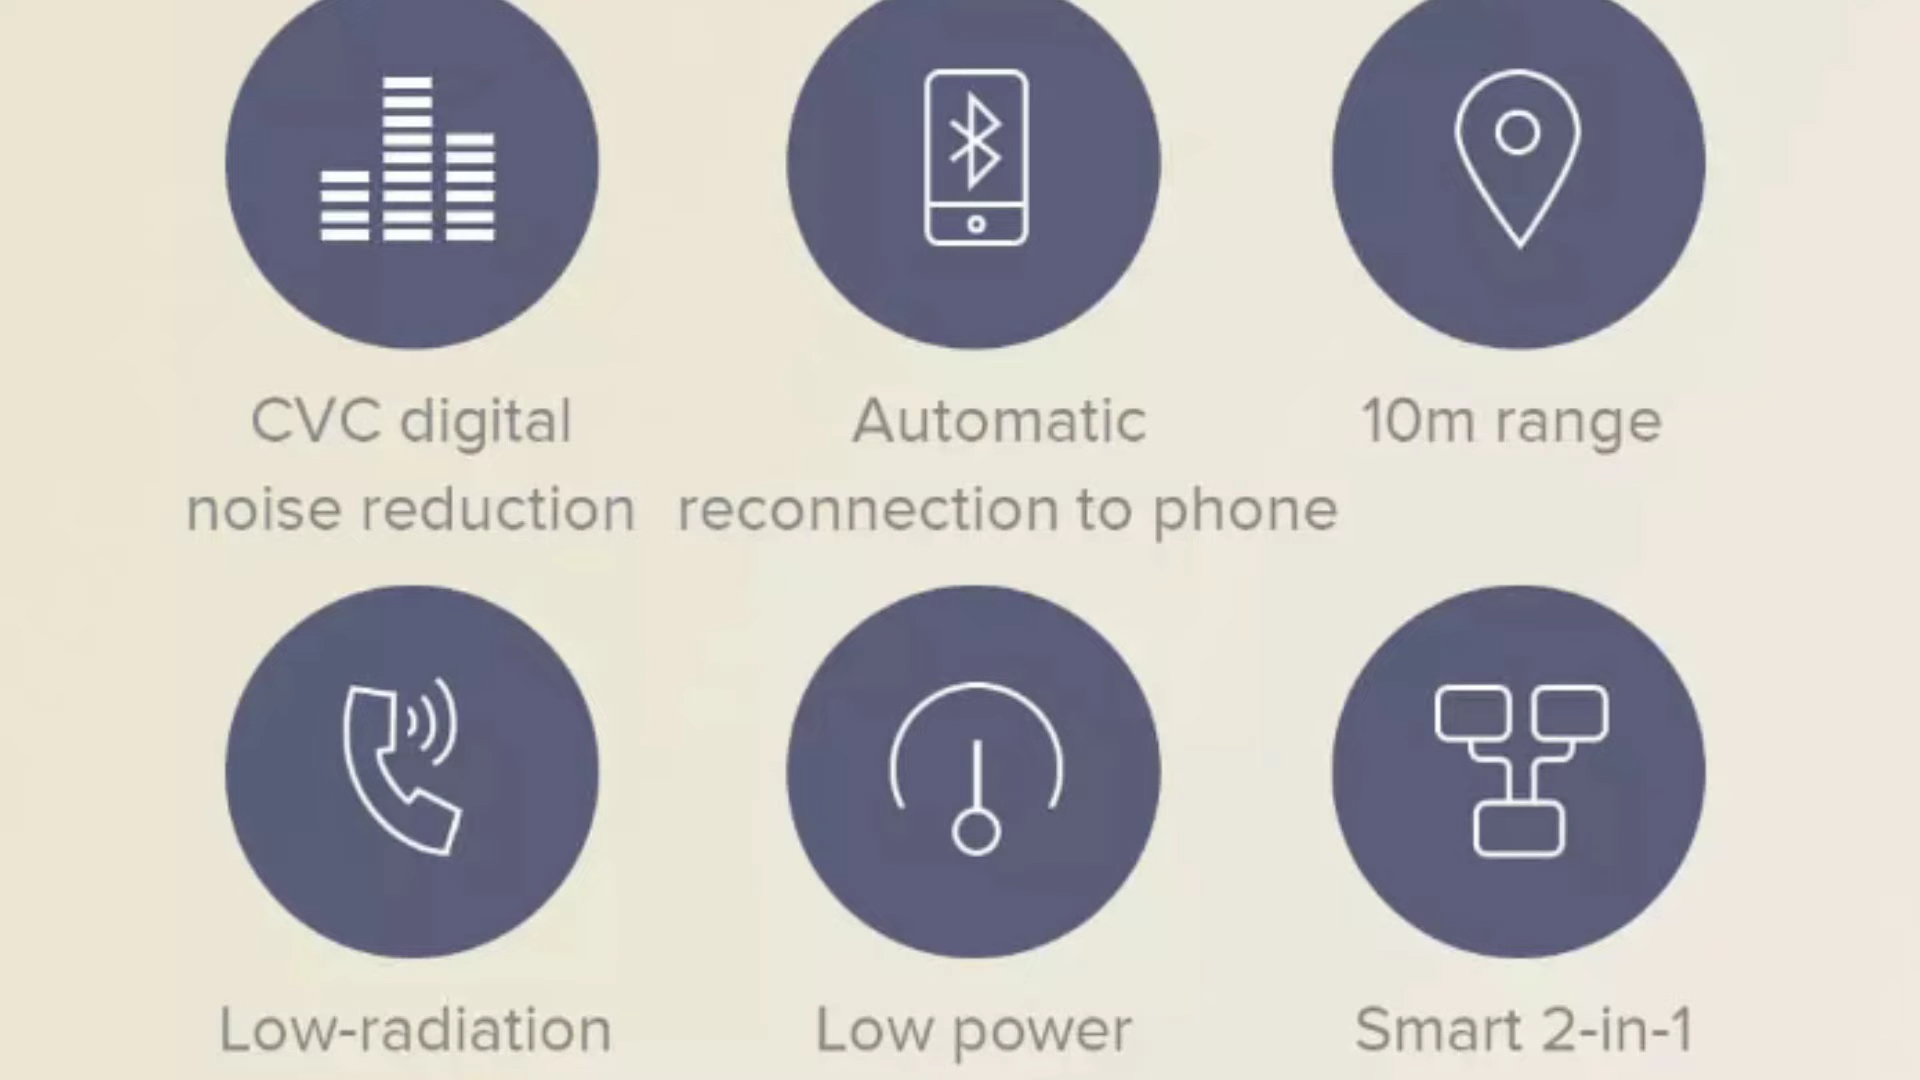 CVC digital
noise reduction
Automatic
reconnection to phone
10m range
Low-radiation
Low power
Smart 2-in-1